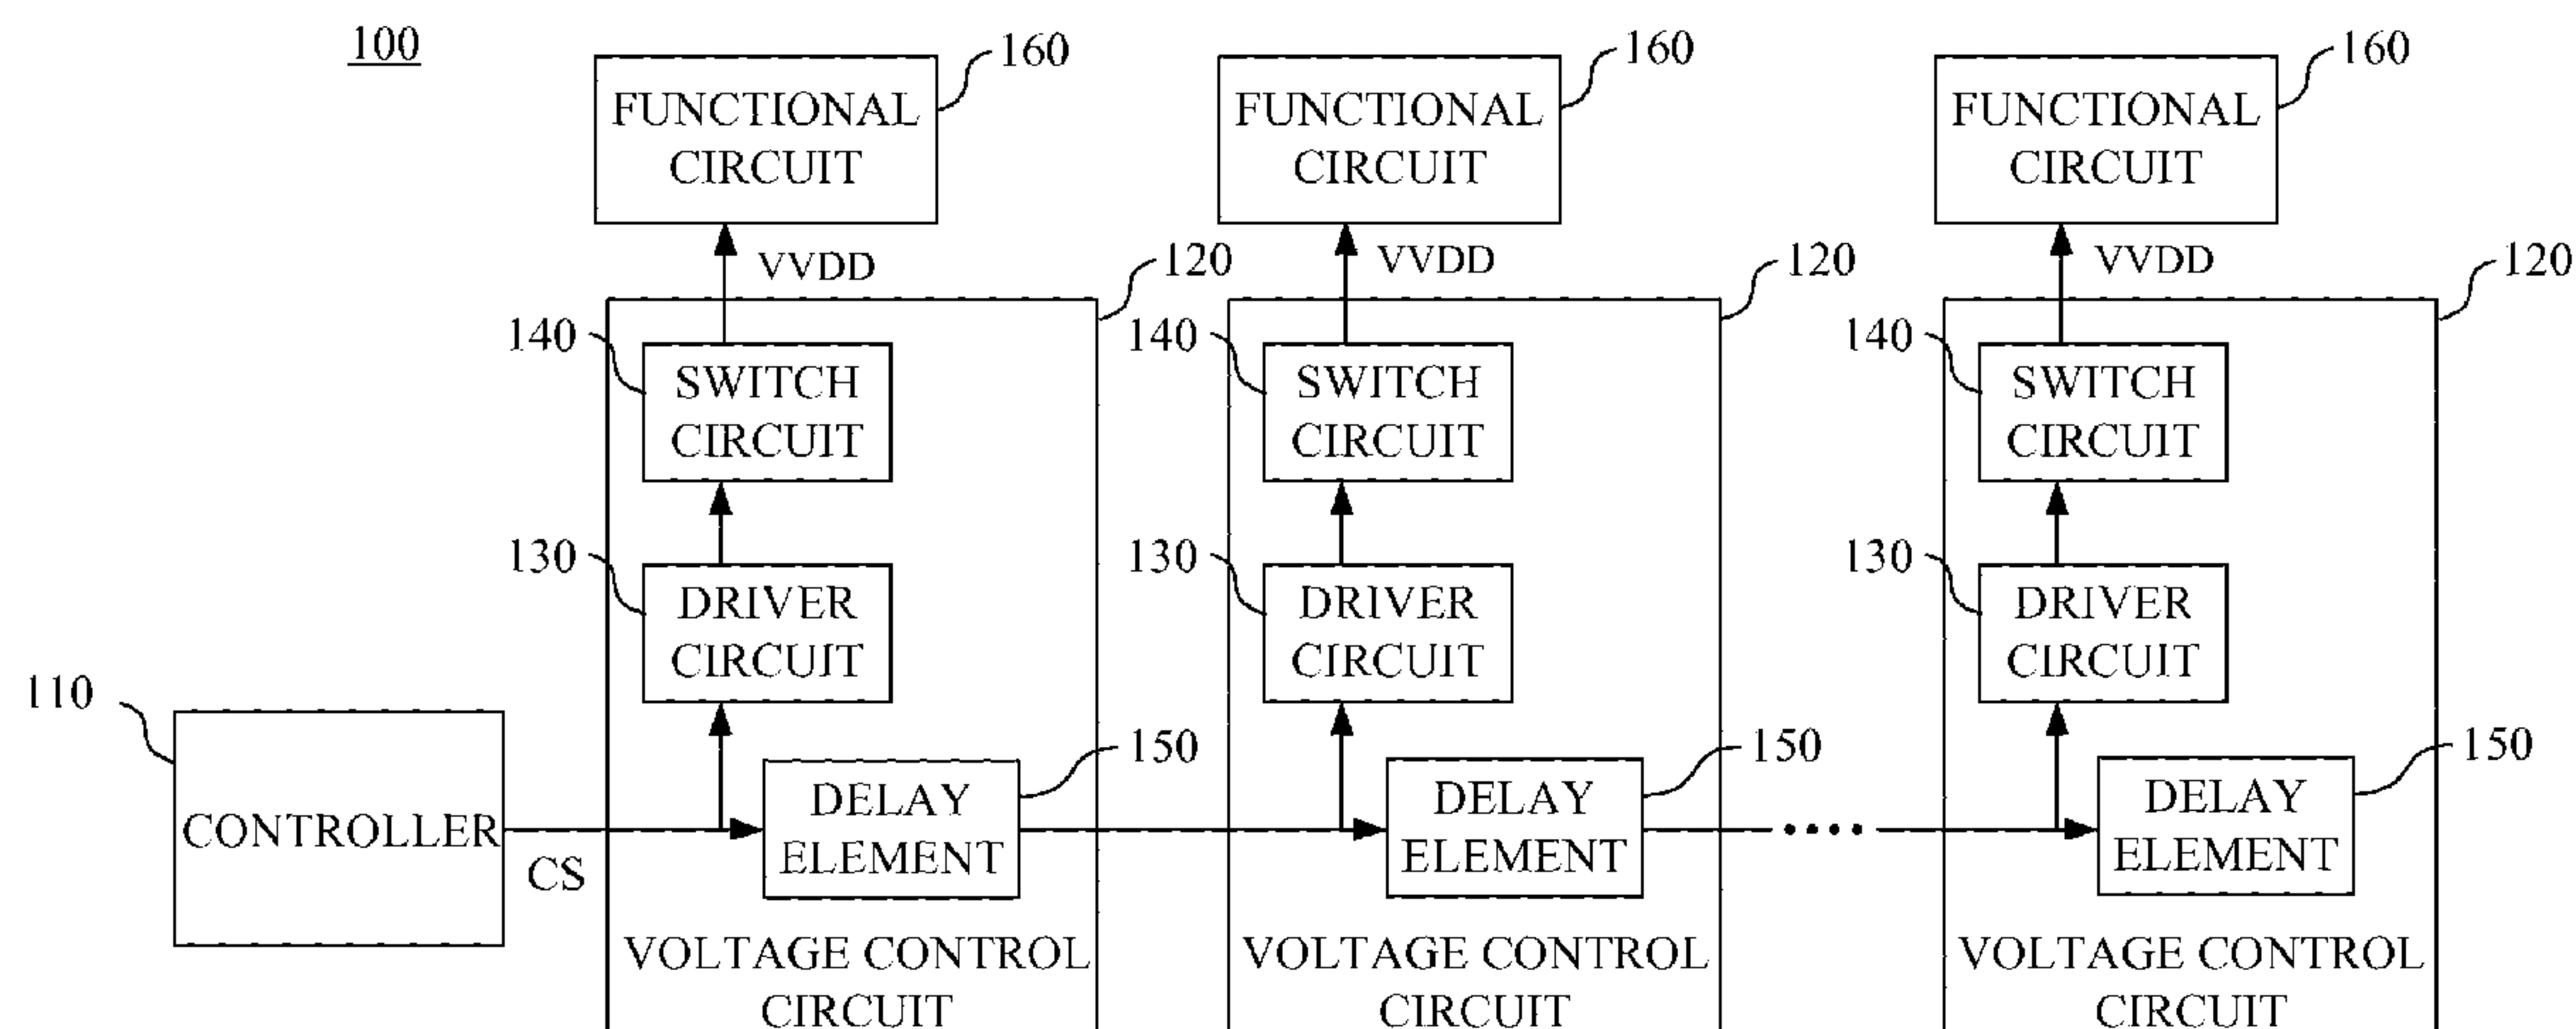 100
160
160
160
FUNCTIONAL
CIRCUIT
FUNCTIONAL
CIRCUIT
FUNCTIONAL
CIRCUIT
VVDD
120
VVDD
120
VVDD
120
140
SWITCH
CIRCUIT
140
SWITCH
CIRCUIT
140
SWITCH
CIRCUIT
130
DRIVER
CIRCUIT
130
DRIVER
CIRCUIT
130
DRIVER
CIRCUIT
110
CONTROLLER
CS
150
DELAY
ELEMENT
150
DELAY
ELEMENT
150
DELAY
ELEMENT
VOLTAGE CONTROL
CIRCUIT
VOLTAGE CONTROL
CIRCUIT
VOLTAGE CONTROL
CIRCUIT